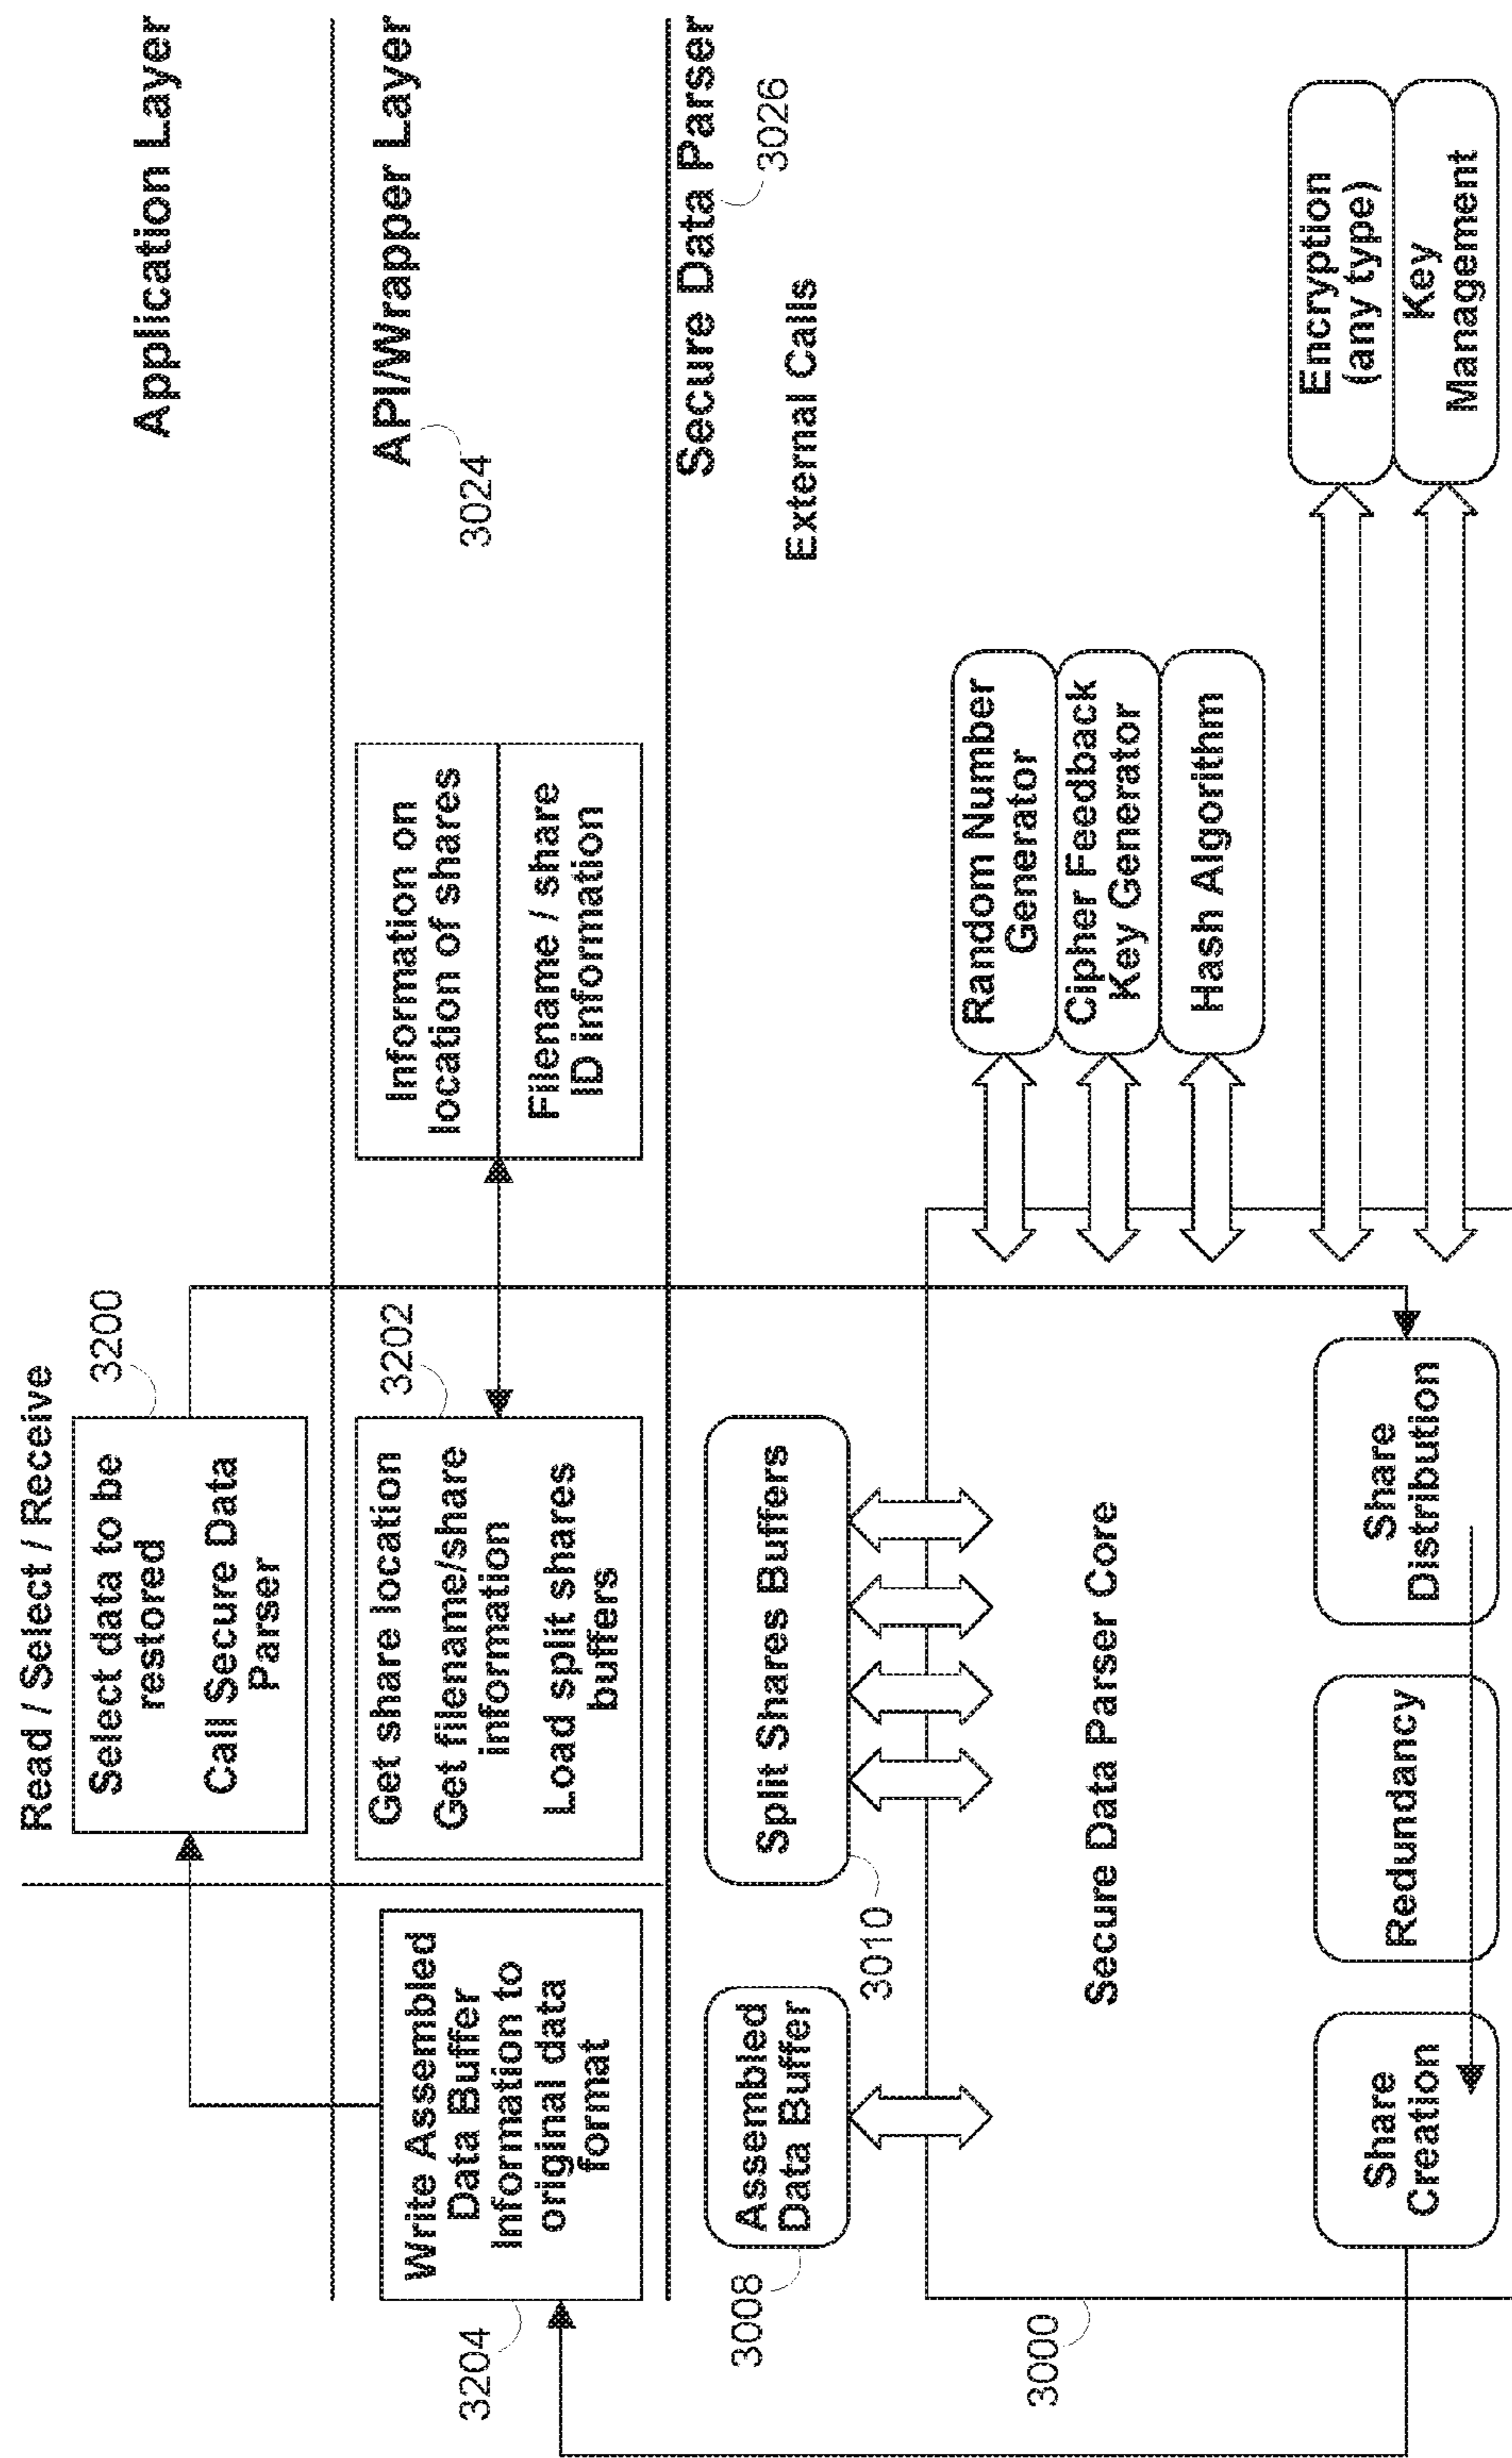 Read / Select / Receive
3200
Select data to be
restored
Call Secure Data
Parser
Application Layer
Write Assembled
Data Buffer
Information to
original data
format
3204
Get share location
Get filename/share
information
Load split shares
buffers
3202
Information on
location of shares
Filename / share
ID information
API/Wrapper Layer
3024
Secure Data Parser
3026
External Calls
Assembled
Data Buffer
3008
Split Shares Buffers
3010
3000
Secure Data Parser Core
Random Number
Generator
Cipher Feedback
Key Generator
Hash Algorithm
Share
Creation
Redundancy
Share
Distribution
Encryption
(any type)
Key
Management